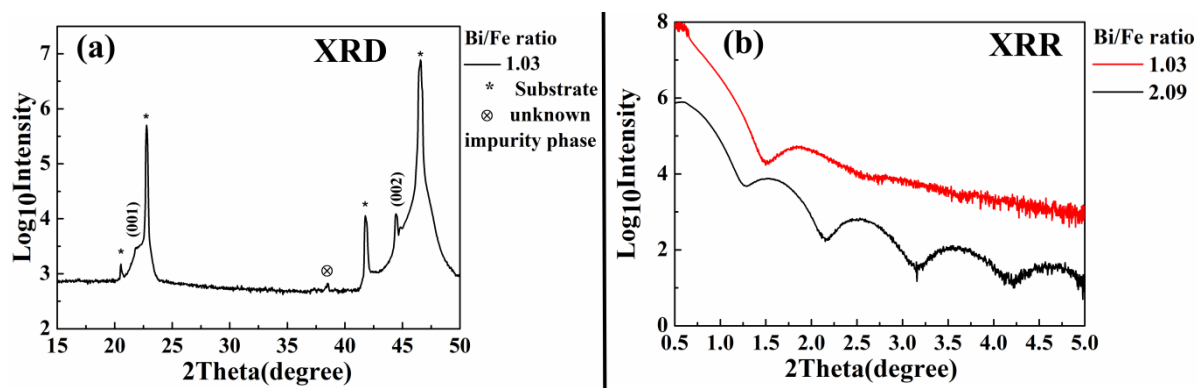 (a)
XRD
Bi/Fe ratio
1.03
* Substrate
⊗ unknown
impurity phase
Log10Intensity
7
6
5
4
3
2
*
(001)
*
⊗
*
(002)
*
15 20 25 30 35 40 45 50
2Theta(degree)
(b)
XRR
Bi/Fe ratio
1.03
2.09
Log10Intensity
8
6
4
2
0
0.5 1.0 1.5 2.0 2.5 3.0 3.5 4.0 4.5 5.0
2Theta(degree)